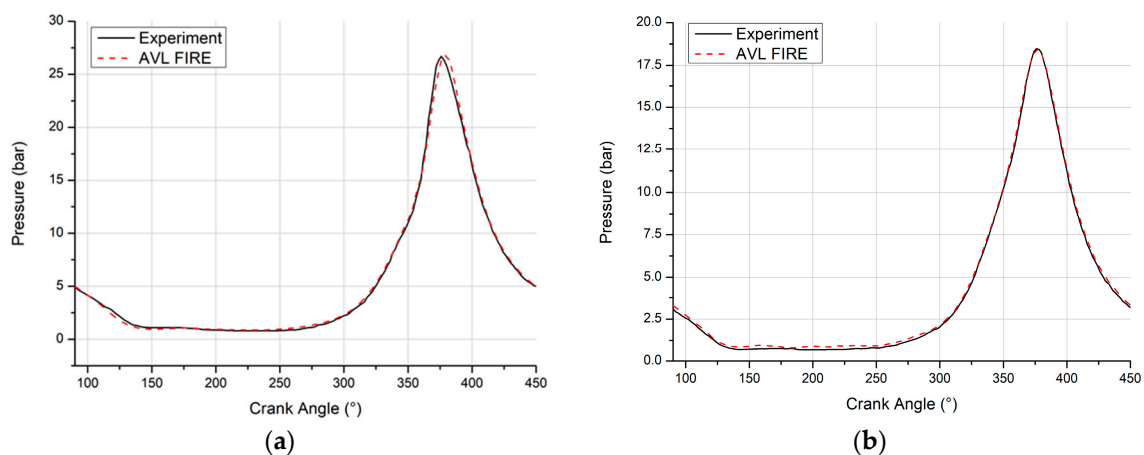 30
25
20
15
10
5
0
Pressure (bar)
Experiment
AVL FIRE
100 150 200 250 300 350 400 450
Crank Angle (°)
(a)
20.0
17.5
15.0
12.5
10.0
7.5
5.0
2.5
0.0
Pressure (bar)
Experiment
AVL FIRE
100 150 200 250 300 350 400 450
Crank Angle (°)
(b)